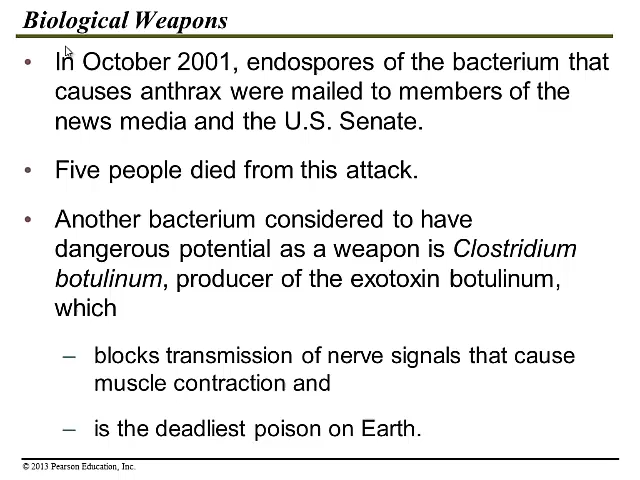 Biological Weapons
• In October 2001, endospores of the bacterium that
causes anthrax were mailed to members of the
news media and the U.S. Senate.
• Five people died from this attack.
• Another bacterium considered to have
dangerous potential as a weapon is Clostridium
botulinum, producer of the exotoxin botulinum,
which
– blocks transmission of nerve signals that cause
muscle contraction and
– is the deadliest poison on Earth.
© 2013 Pearson Education, Inc.